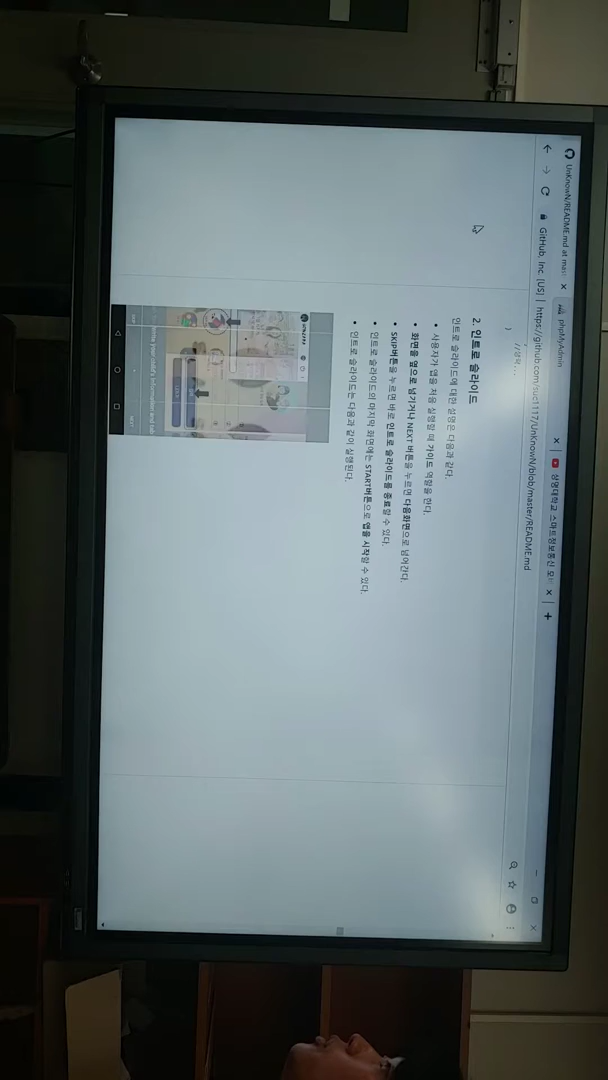 UnKnowN/README.md at mas
phpMyAdmin
상명대학교 스마트정보통신
GitHub, Inc. [US] | https://github.com/ruc1117/UnKnowN/blob/master/README.md
}
2. 인트로 슬라이드
인트로 슬라이드에 대한 설명은 다음과 같다.
사용자가 앱을 처음 실행할 때 가이드 역할을 한다.
화면을 옆으로 넘기거나 NEXT 버튼을 누르면 다음화면으로 넘어간다.
SKIP버튼을 누르면 바로 인트로 슬라이드를 종료할 수 있다.
인트로 슬라이드의 마지막 화면에는 START버튼으로 앱을 시작할 수 있다.
인트로 슬라이드는 다음과 같이 실행된다.
write your child's information and tab
NEXT